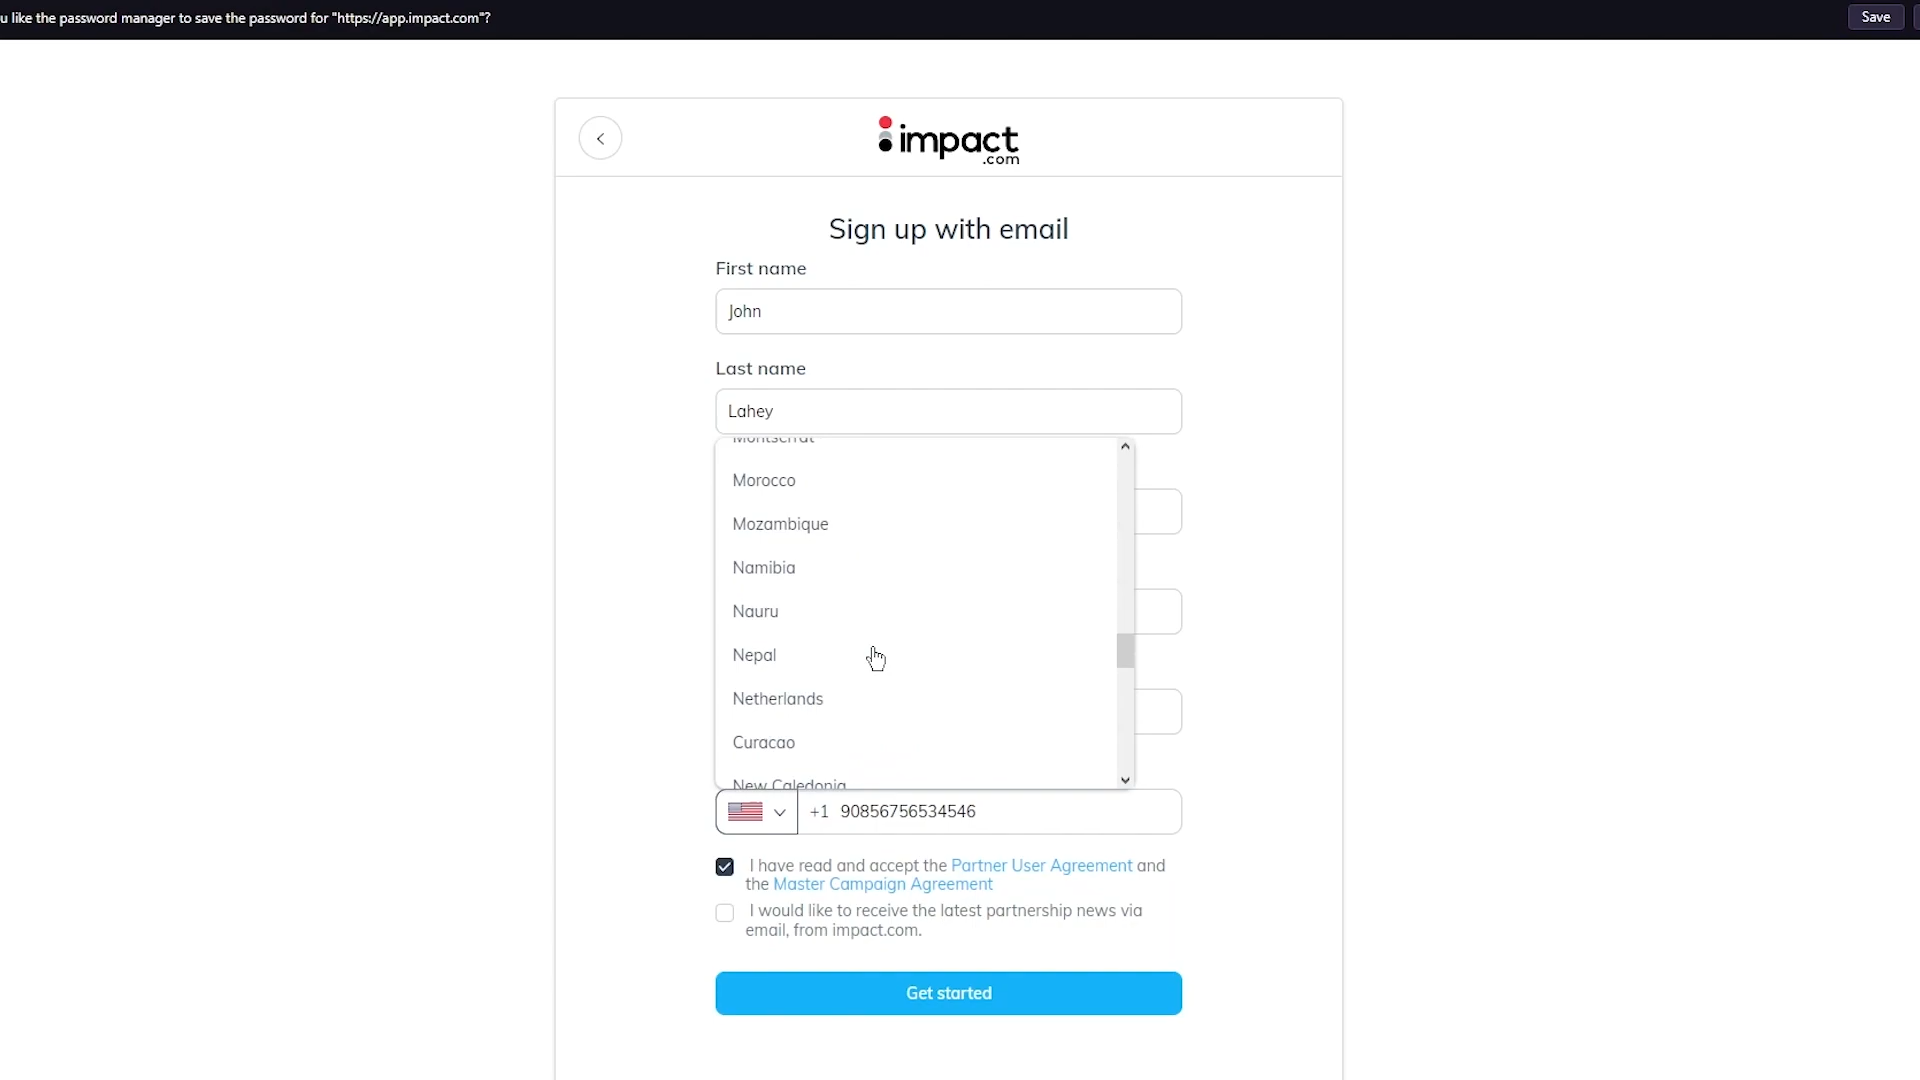 u like the password manager to save the password for "https://app.impact.com"?
Save
impact
.com
Sign up with email
First name
John
Last name
Lahey
Montserrat
Morocco
Mozambique
Namibia
Nauru
Nepal
Netherlands
Curacao
New Caledonia
+1 90856756534546
I have read and accept the Partner User Agreement and
the Master Campaign Agreement
I would like to receive the latest partnership news via
email, from impact.com.
Get started